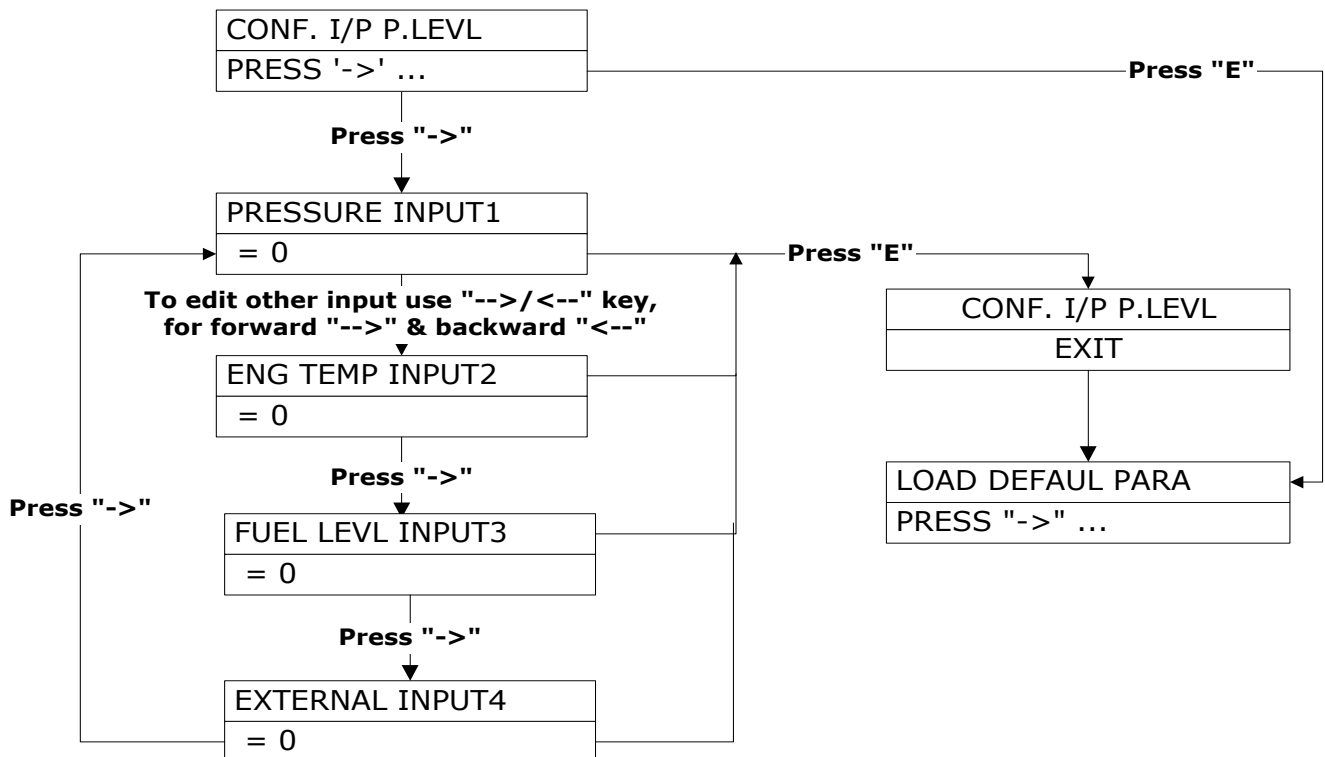 CONF. I/P P.LEVL
PRESS '->' ...
Press "E"
Press "->"
PRESSURE INPUT1
= 0
Press "E"
To edit other input use "-->/<--" key,
for forward "-->" & backward "<--"
CONF. I/P P.LEVL
EXIT
ENG TEMP INPUT2
= 0
Press "->"
LOAD DEFAUL PARA
PRESS "->" ...
Press "->"
FUEL LEVL INPUT3
= 0
Press "->"
EXTERNAL INPUT4
= 0